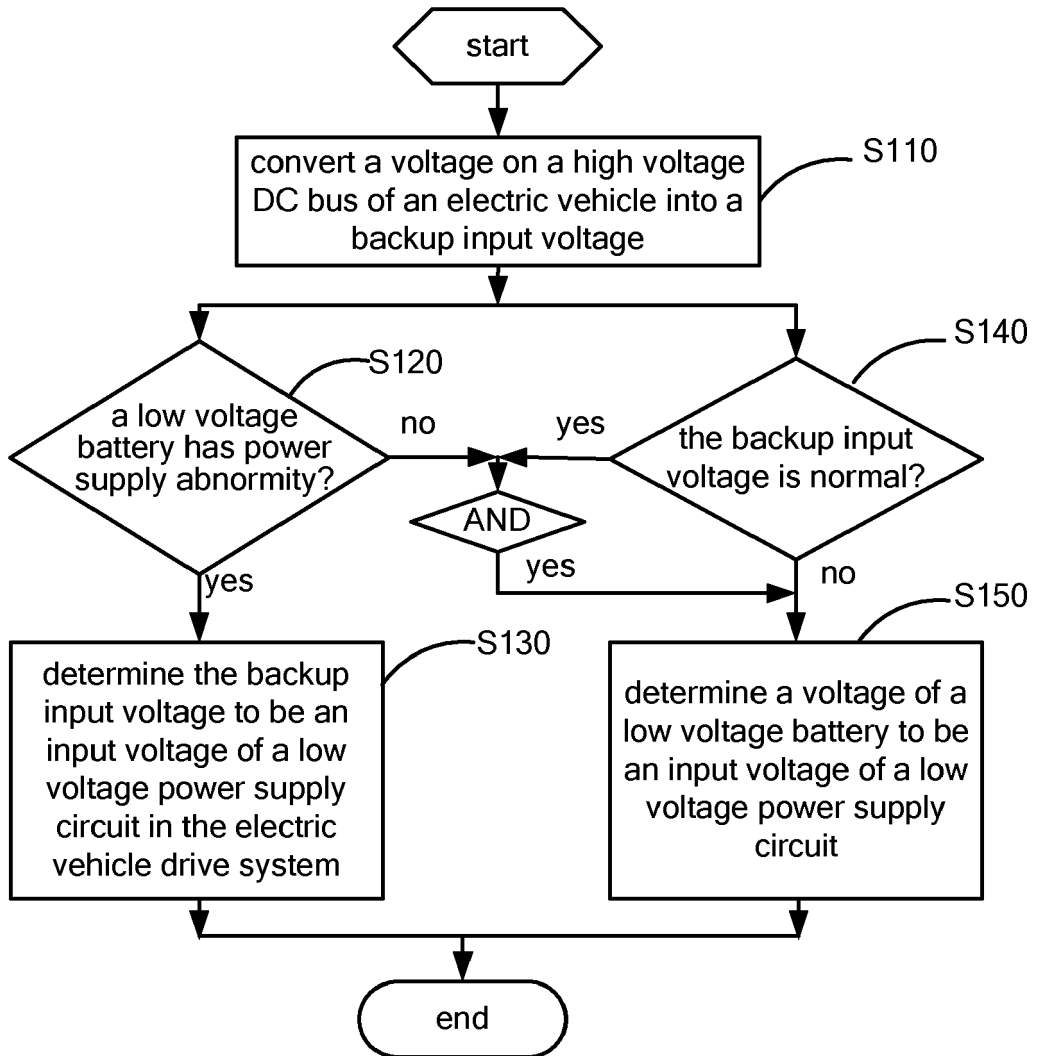 start
convert a voltage on a high voltage
DC bus of an electric vehicle into a
backup input voltage
S110
S120
S140
a low voltage
battery has power
supply abnormity?
no
yes
the backup input
voltage is normal?
AND
yes
yes
no
S130
S150
determine the backup
input voltage to be an
input voltage of a low
voltage power supply
circuit in the electric
vehicle drive system
determine a voltage of a
low voltage battery to be
an input voltage of a low
voltage power supply
circuit
end